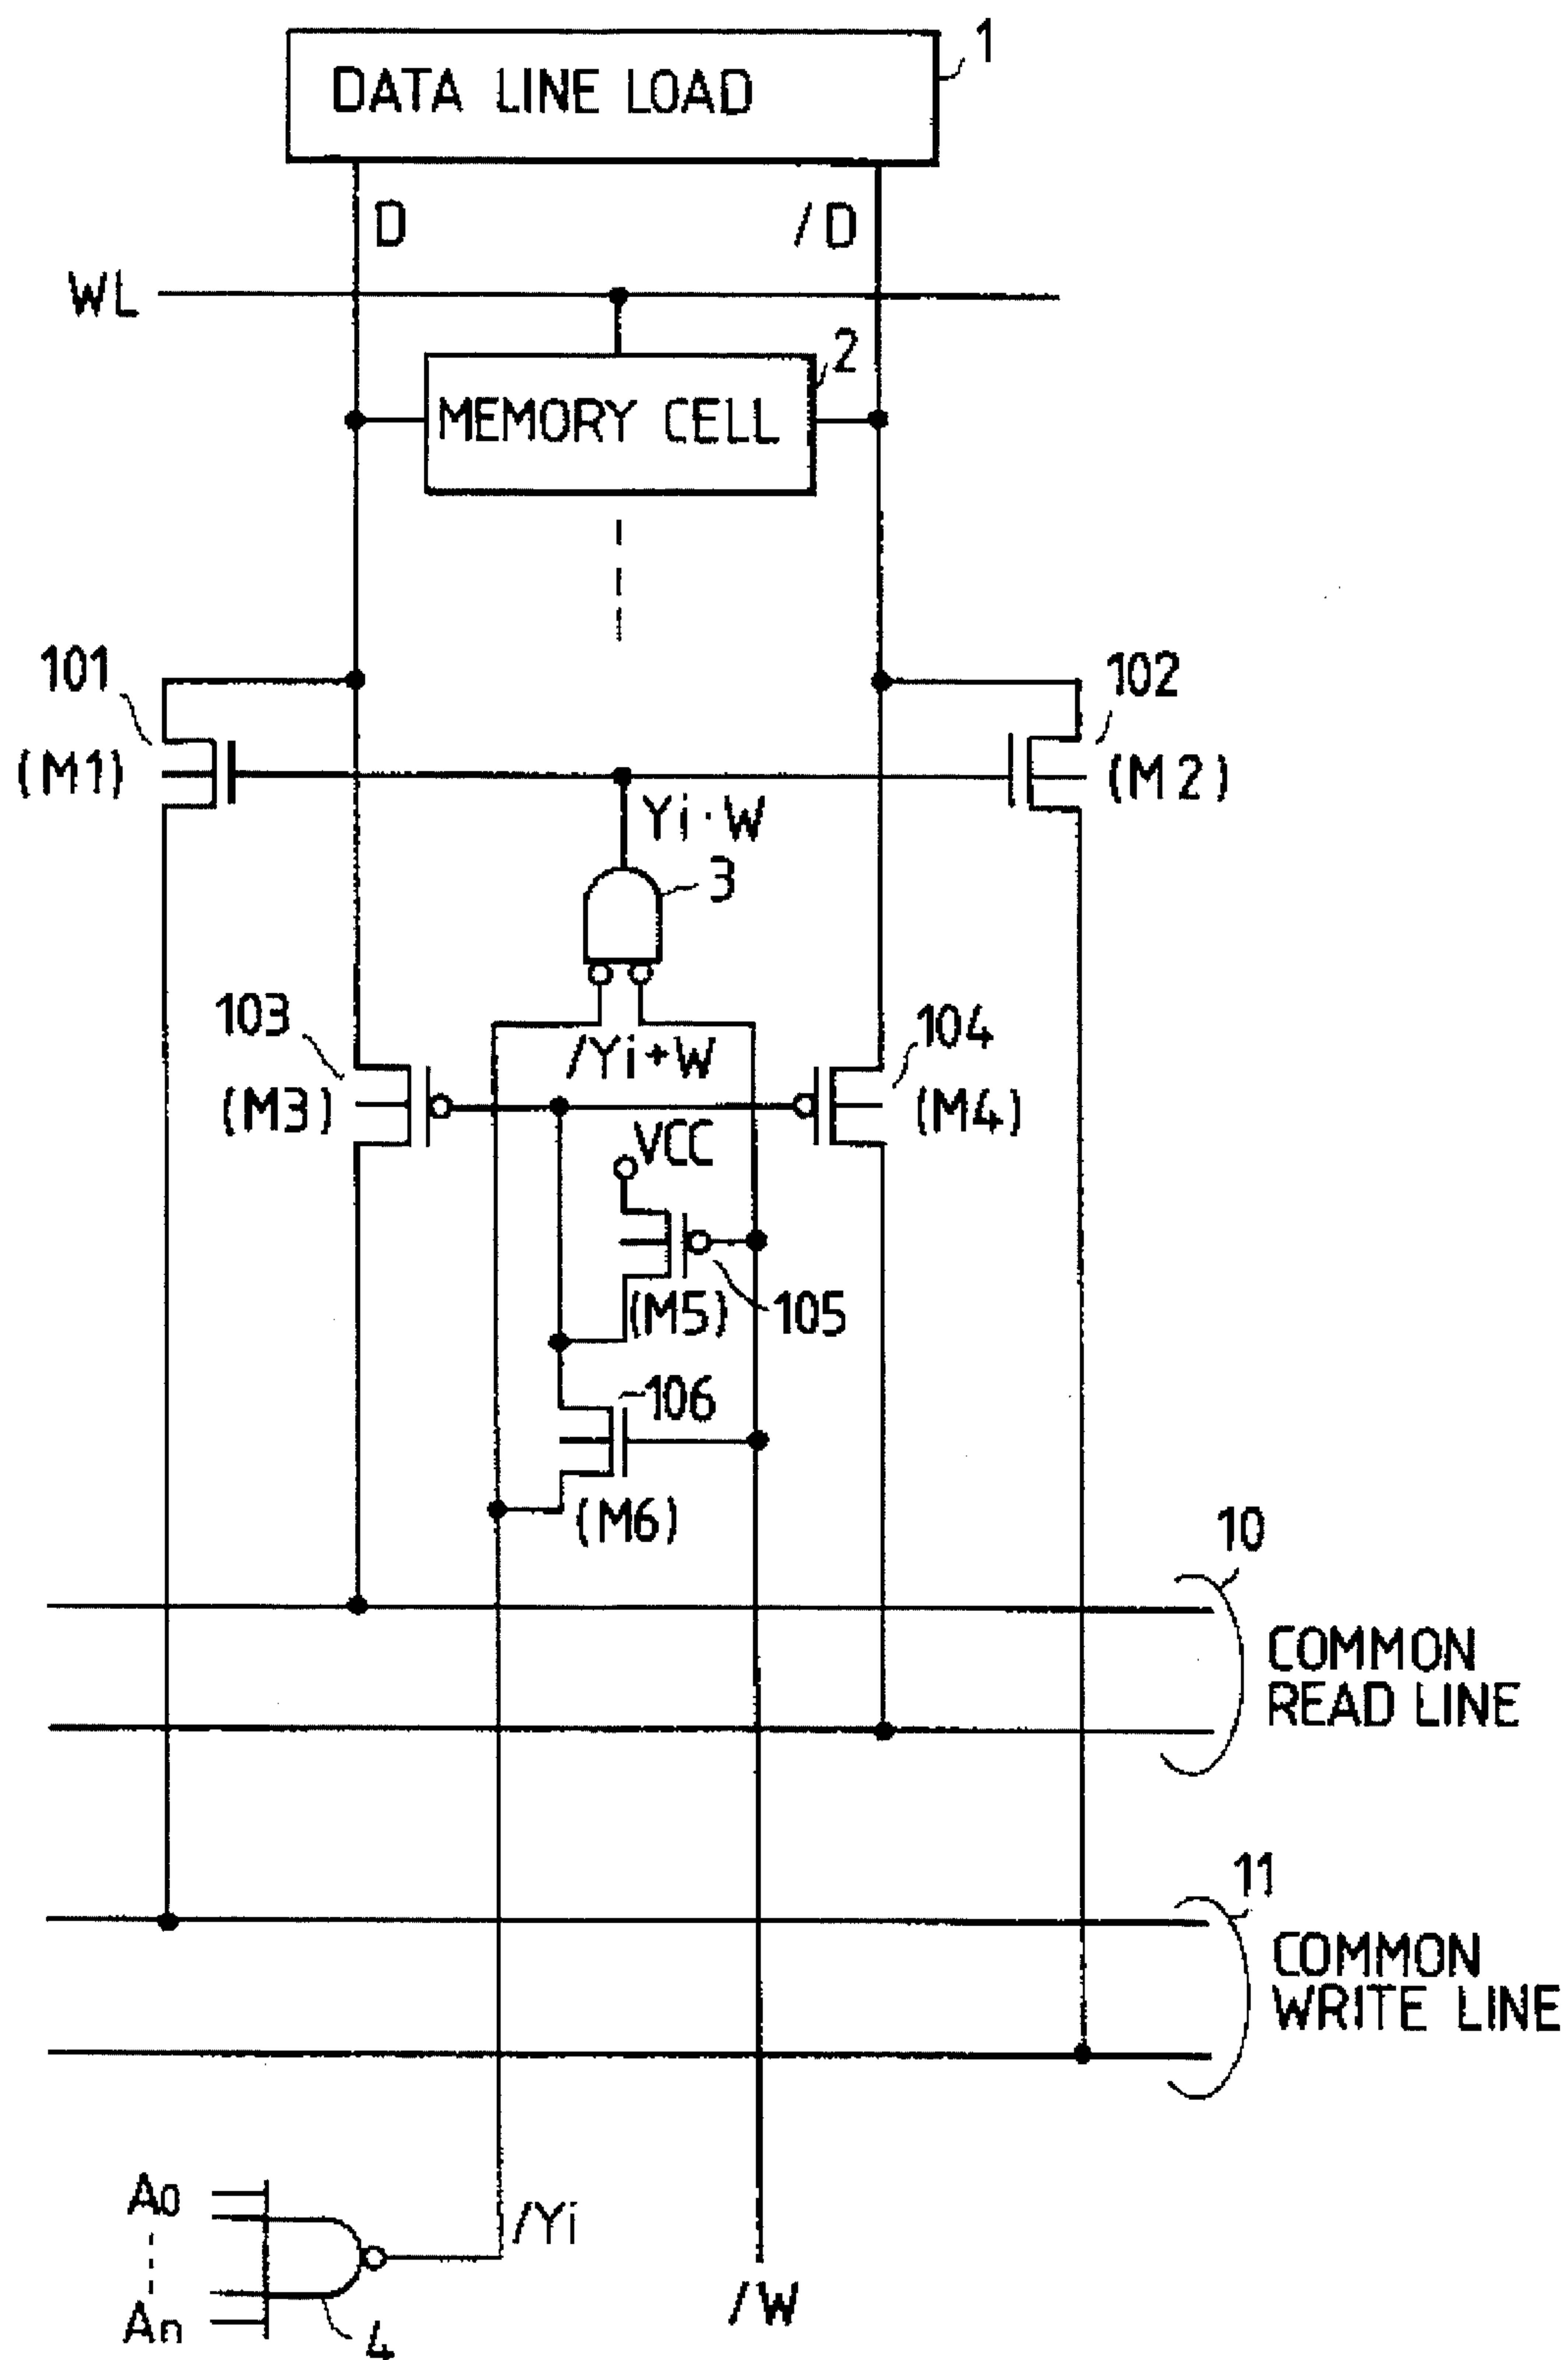 1
DATA LINE LOAD
D
/D
WL
2
MEMORY CELL
101
102
(M1)
(M2)
Yi·W
3
103
104
/Yi+W
(M3)
(M4)
VCC
(M5)
105
106
(M6)
10
COMMON
READ LINE
11
COMMON
WRITE LINE
A0
/Yi
An
4
/W